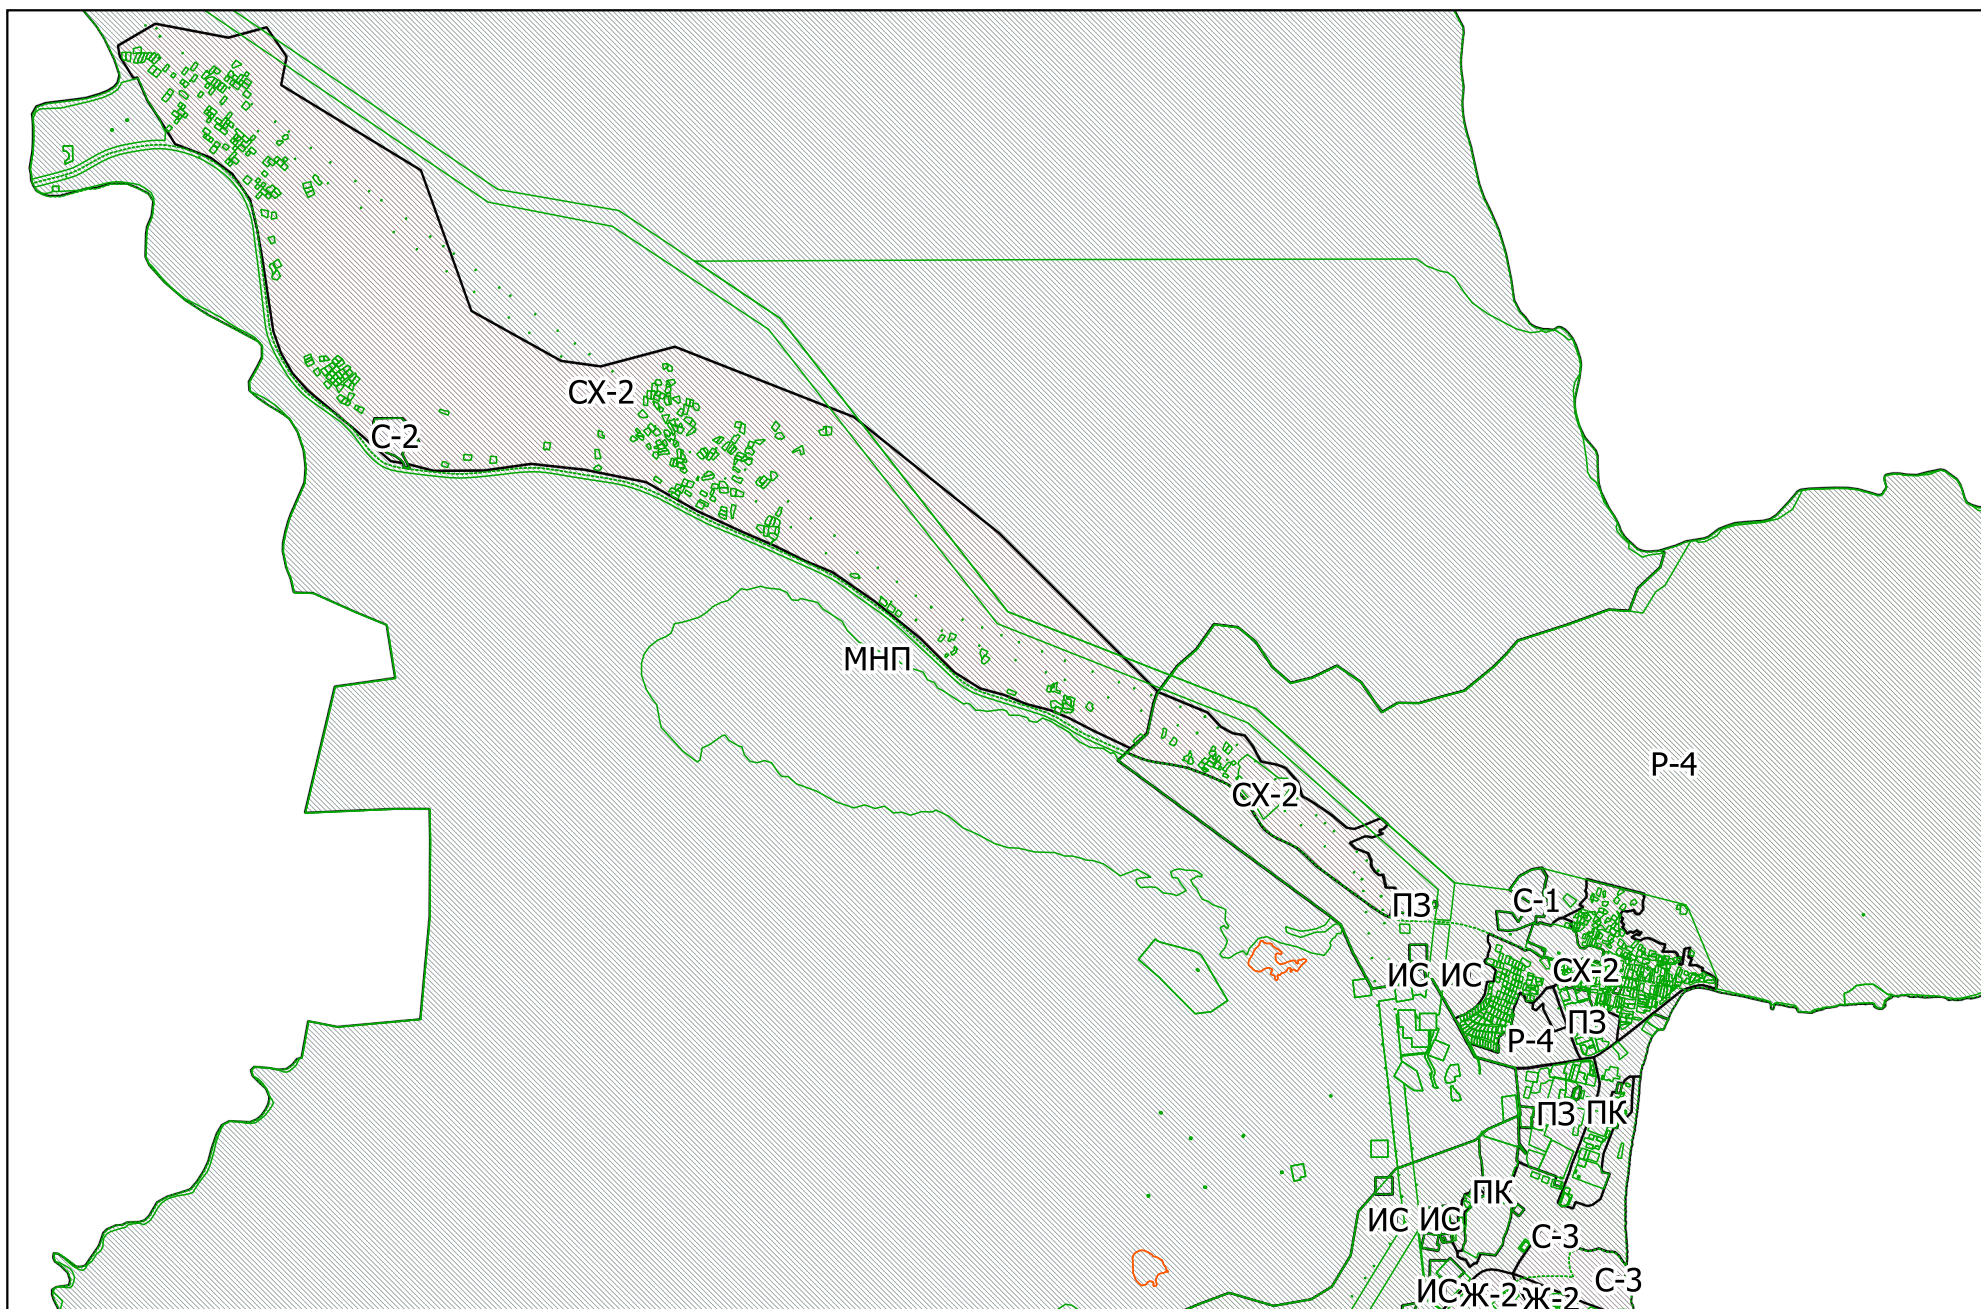 СХ-2
С-2
МНП
Р-4
СХ-2
С-1
ПЗ
СХ-2
ИС
ИС
ПЗ
Р-4
ПЗ
ПК
ПК
ИС
ИС
С-3
С-3
ИС
Ж-2
Ж-2